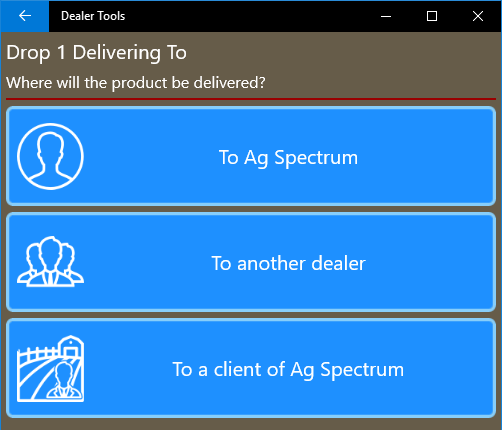 Dealer Tools
Drop 1 Delivering To
Where will the product be delivered?
To Ag Spectrum
To another dealer
To a client of Ag Spectrum